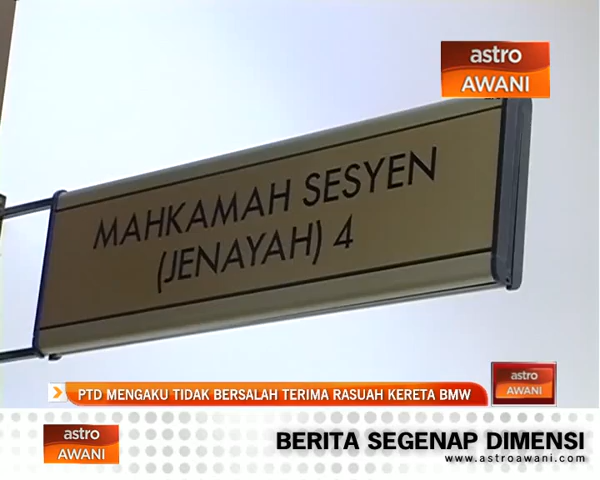 astro
AWANI
MAHKAMAH SESYEN
(JENAYAH) 4
PTD MENGAKU TIDAK BERSALAH TERIMA RASUAH KERETA BMW
astro
AWANI
astro
AWANI
BERITA SEGENAP DIMENSI
www.astroawani.com